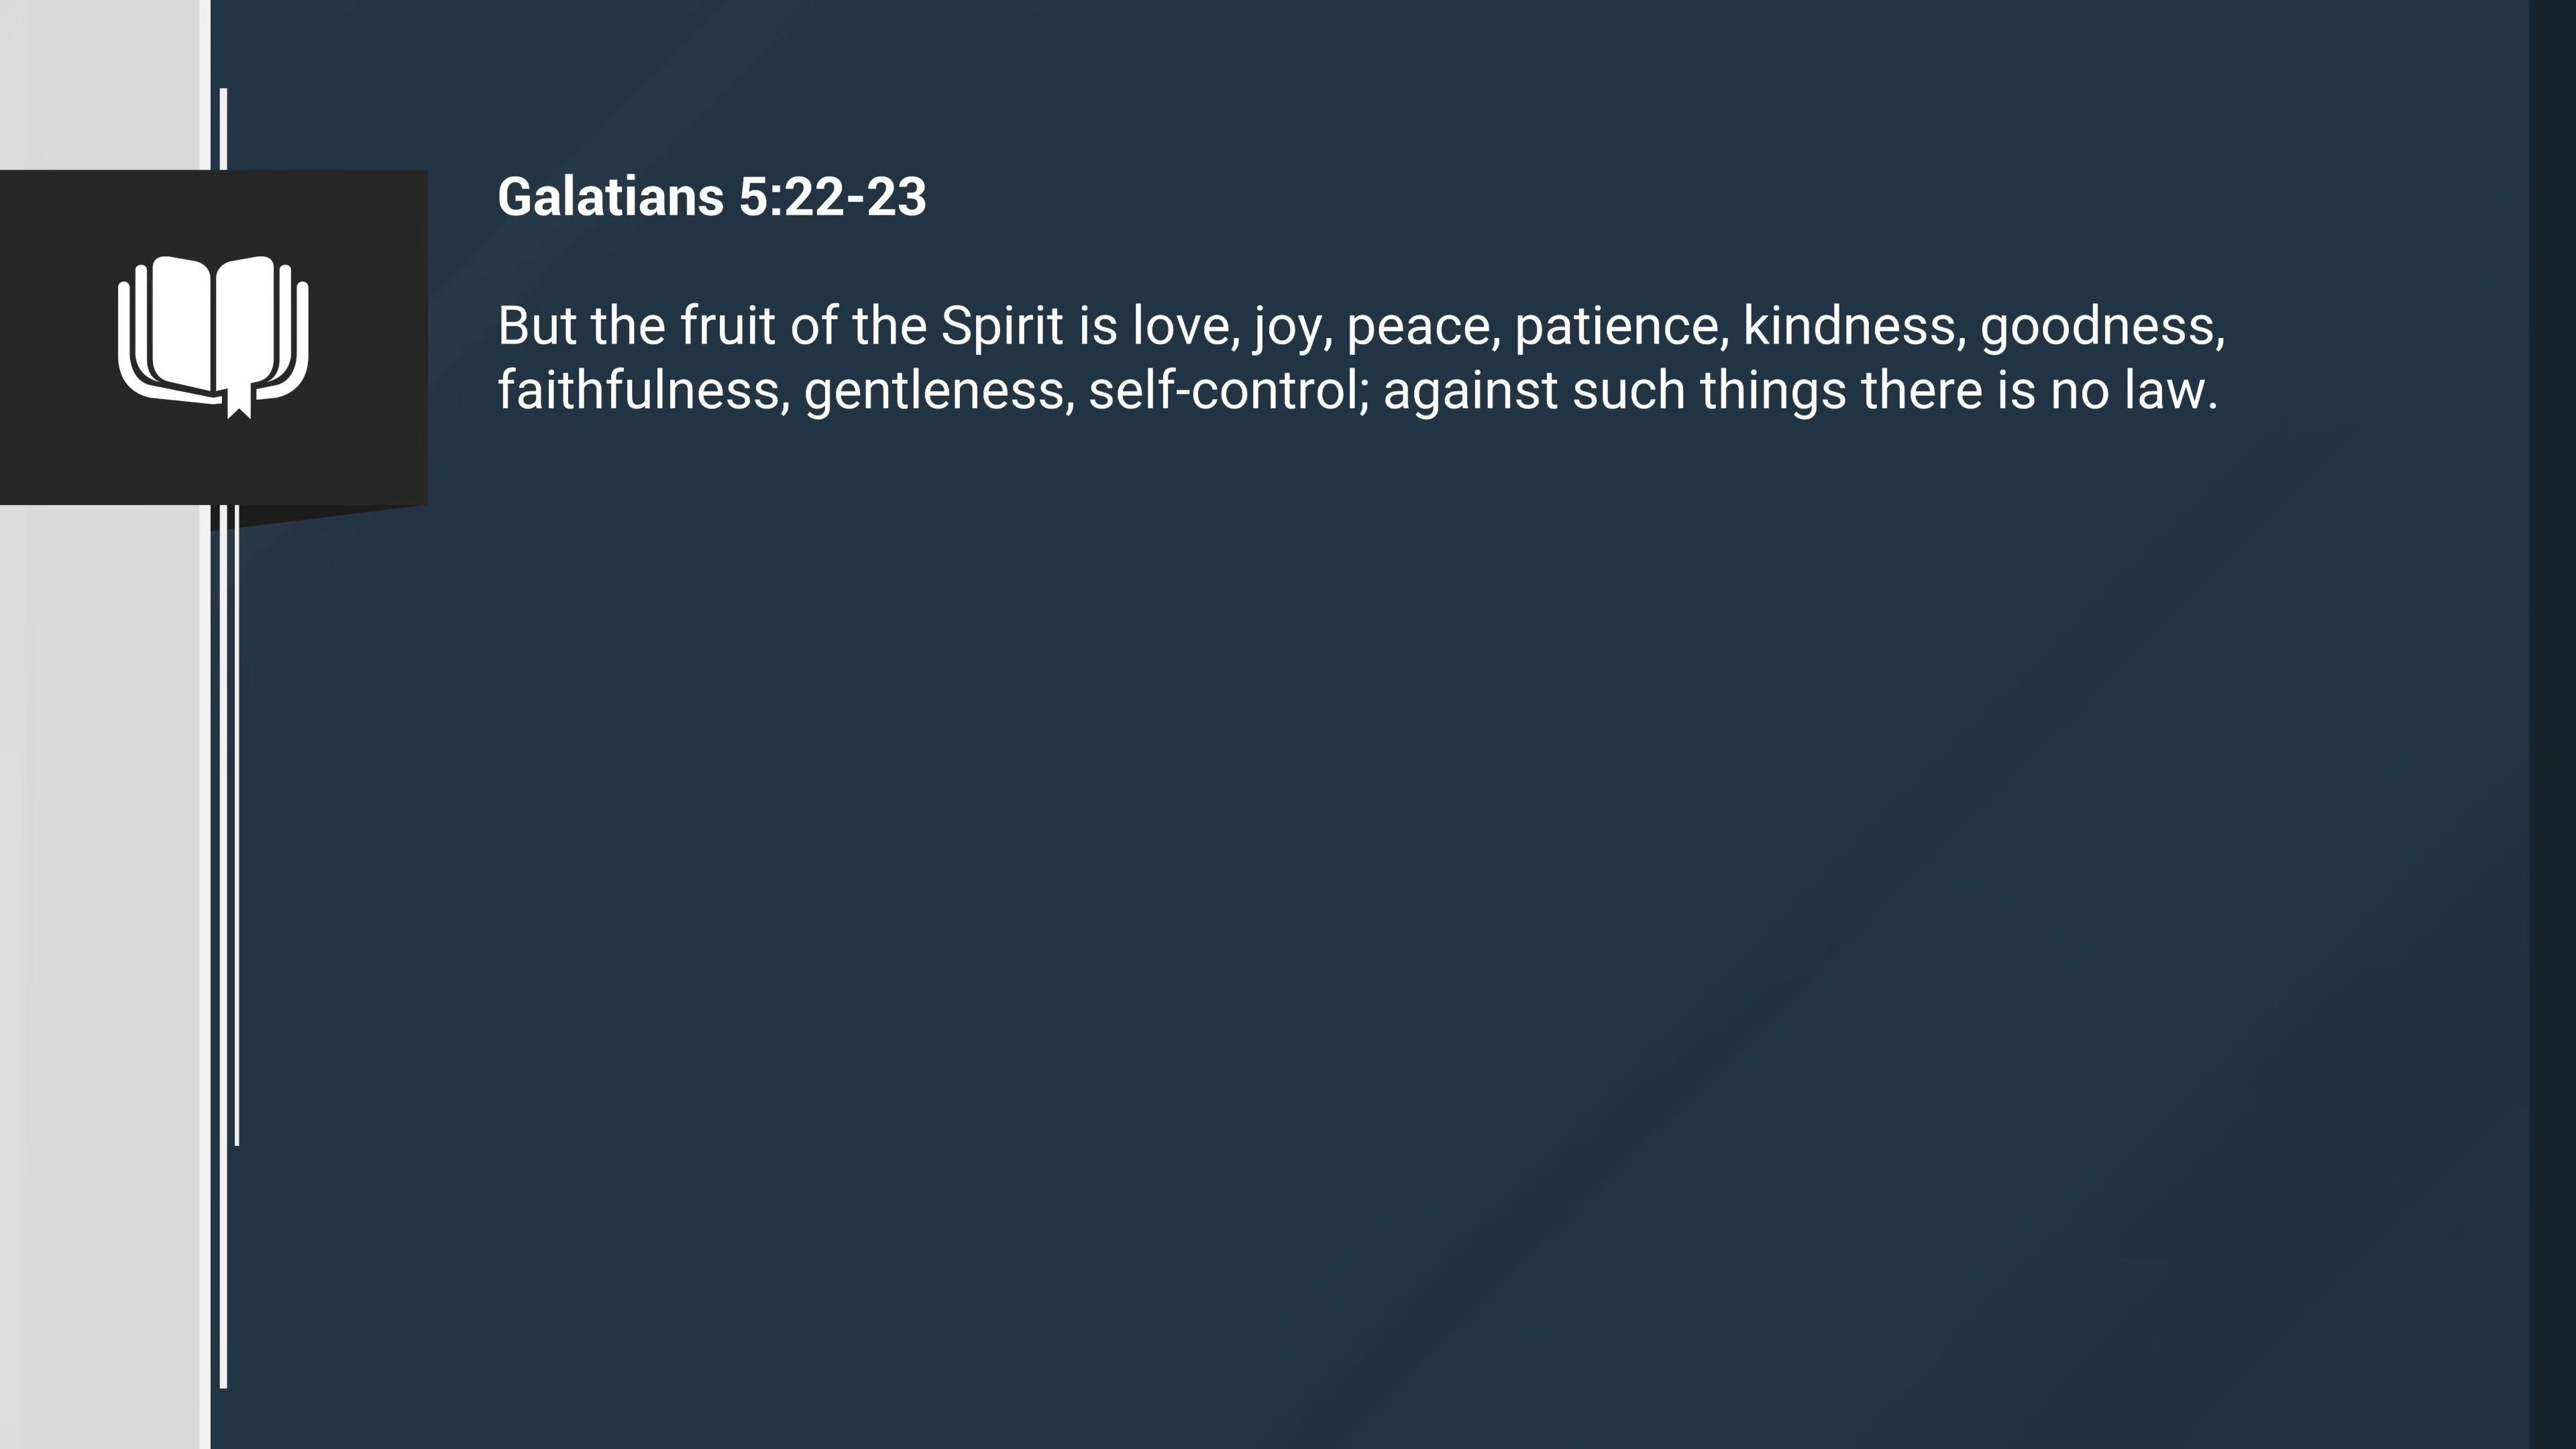 Galatians 5:22-23
But the fruit of the Spirit is love, joy, peace, patience, kindness, goodness,
faithfulness, gentleness, self-control; against such things there is no law.